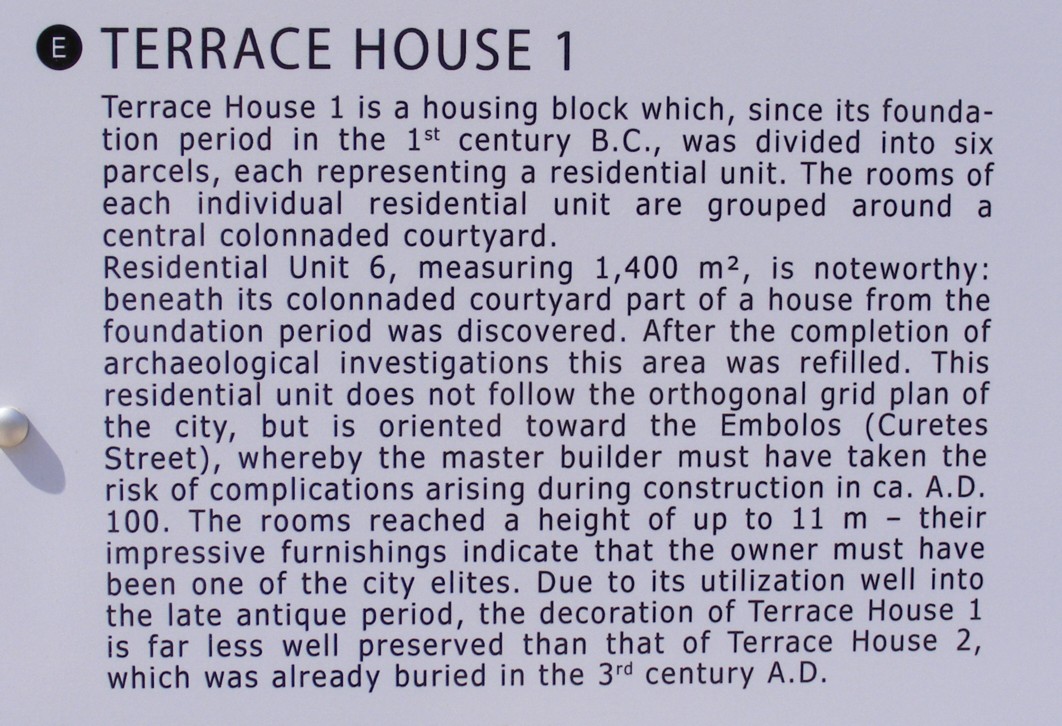 E TERRACE HOUSE 1
Terrace House 1 is a housing block which, since its founda-
tion period in the 1st century B.C., was divided into six
parcels, each representing a residential unit. The rooms of
each individual residential unit are grouped around a
central colonnaded courtyard.
Residential Unit 6, measuring 1,400 m², is noteworthy:
beneath its colonnaded courtyard part of a house from the
foundation period was discovered. After the completion of
archaeological investigations this area was refilled. This
residential unit does not follow the orthogonal grid plan of
the city, but is oriented toward the Embolos (Curetes
Street), whereby the master builder must have taken the
risk of complications arising during construction in ca. A.D.
100. The rooms reached a height of up to 11 m – their
impressive furnishings indicate that the owner must have
been one of the city elites. Due to its utilization well into
the late antique period, the decoration of Terrace House 1
is far less well preserved than that of Terrace House 2,
which was already buried in the 3rd century A.D.